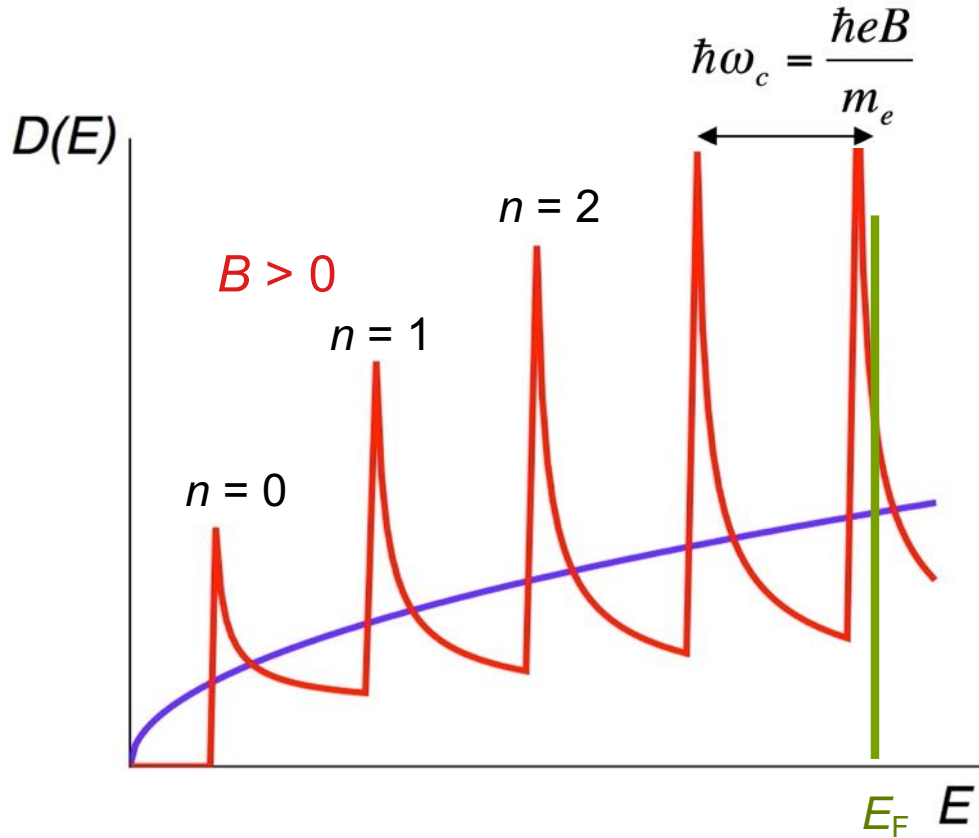 ħω_c = ħeB / m_e
D(E)
n = 2
B > 0
n = 1
n = 0
E_F E